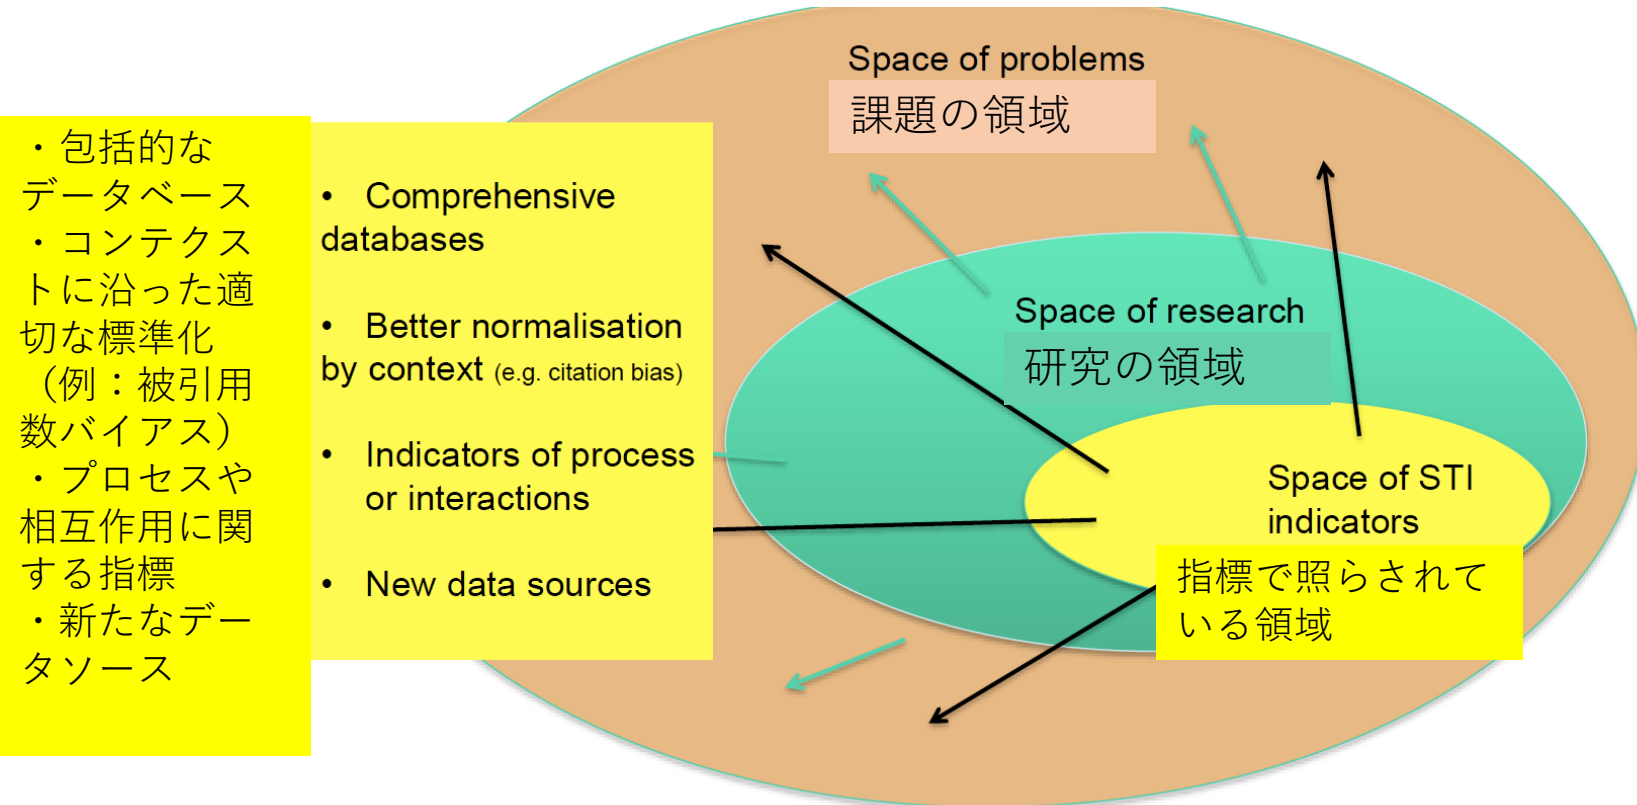 Space of problems
課題の領域
・包括的な
データベース
・コンテクス
トに沿った適
切な標準化
（例：被引用
数バイアス）
・プロセスや
相互作用に関
する指標
・新たなデー
タソース
• Comprehensive
databases
• Better normalisation
by context (e.g. citation bias)
• Indicators of process
or interactions
• New data sources
Space of research
研究の領域
Space of STI
indicators
指標で照らされて
いる領域